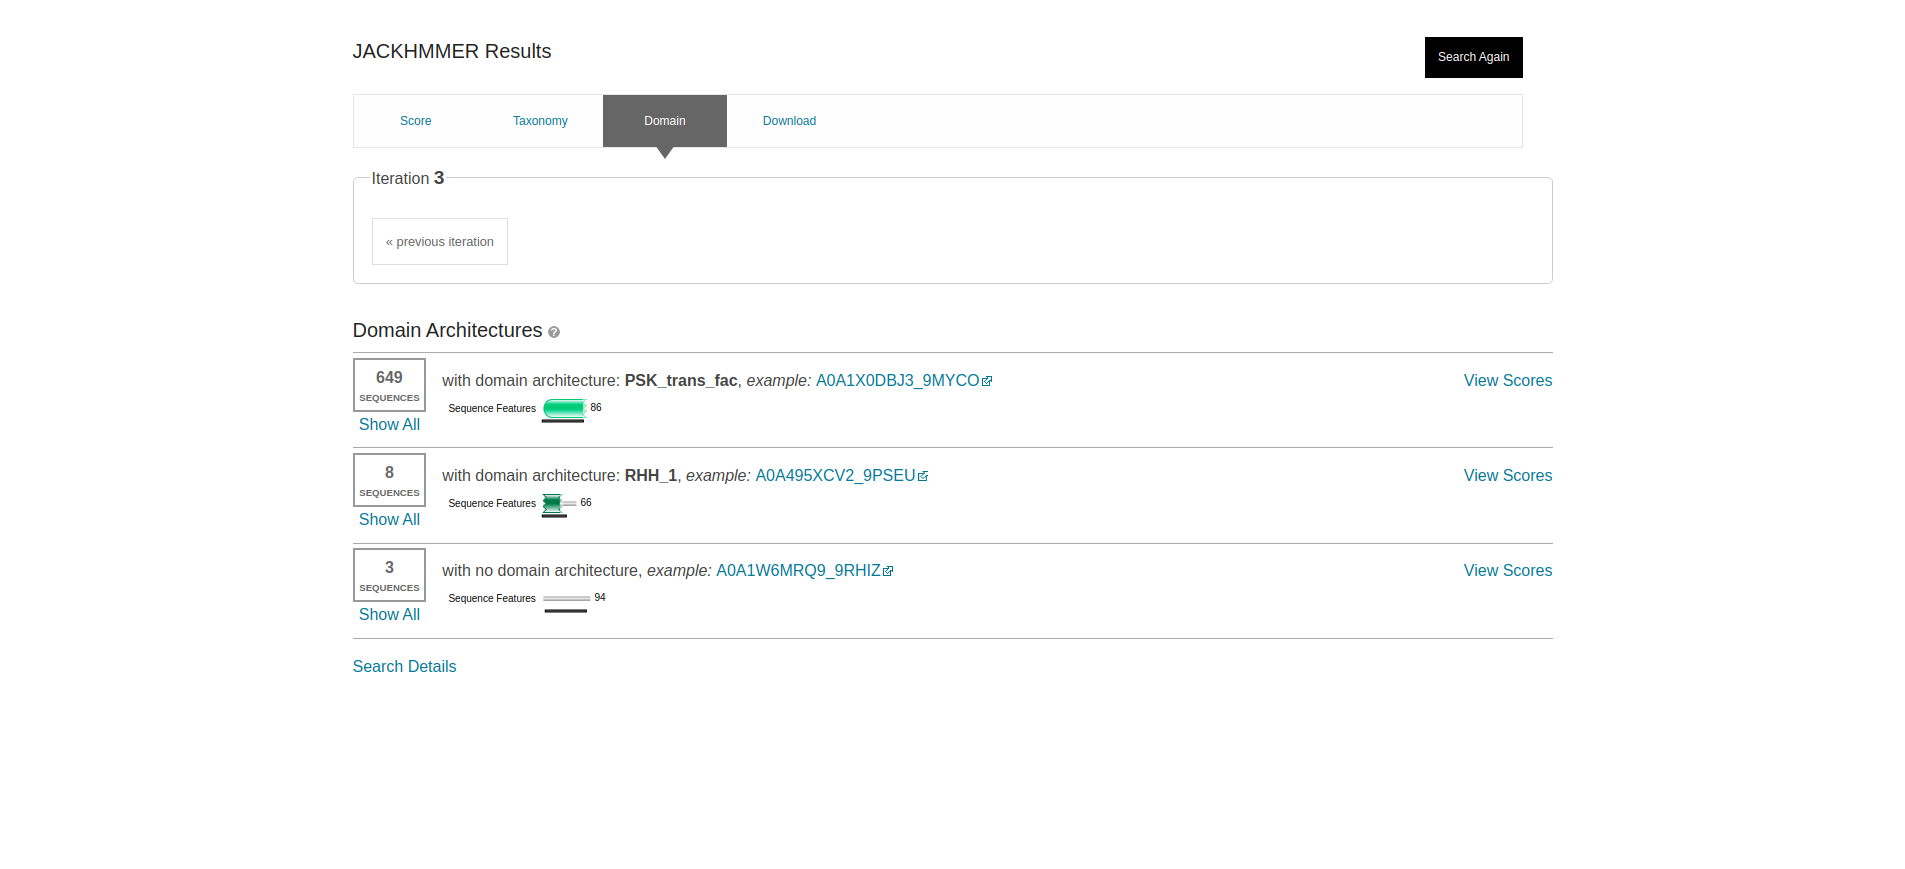 JACKHMMER Results
Search Again
Score Taxonomy Domain Download
Iteration 3
« previous iteration
Domain Architectures ?
649 SEQUENCES
with domain architecture: PSK_trans_fac, example: A0A1X0DBJ3_9MYCO
View Scores
Sequence Features 86
Show All
8 SEQUENCES
with domain architecture: RHH_1, example: A0A495XCV2_9PSEU
View Scores
Sequence Features 66
Show All
3 SEQUENCES
with no domain architecture, example: A0A1W6MRQ9_9RHIZ
View Scores
Sequence Features 94
Show All
Search Details